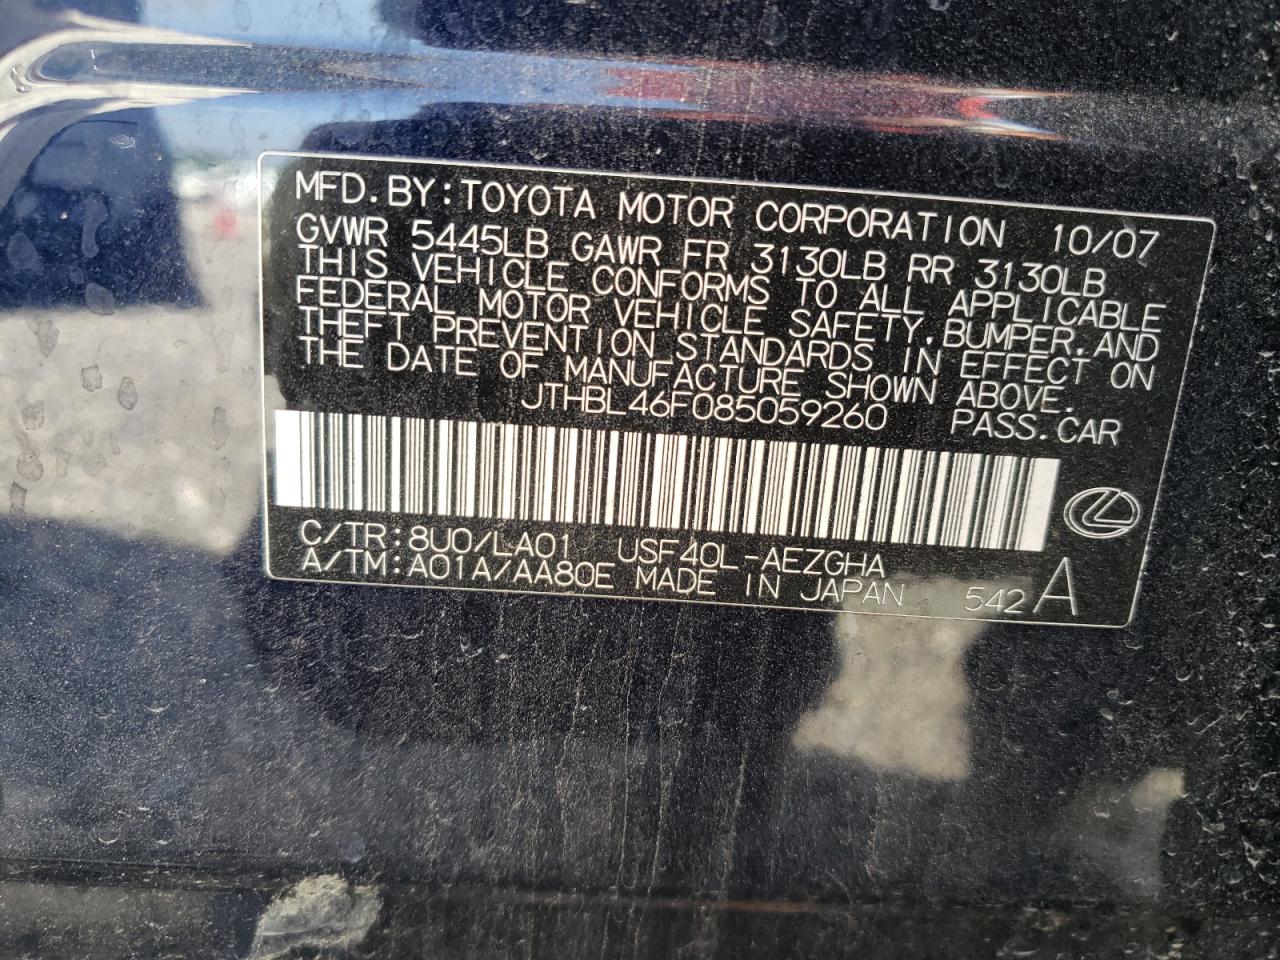 MFD.BY:TOYOTA MOTOR CORPORATION 10/07
GVWR 5445LB GAWR FR 3130LB RR 3130LB
THIS VEHICLE CONFORMS TO ALL APPLICABLE
FEDERAL MOTOR VEHICLE SAFETY,BUMPER,AND
THEFT PREVENTION STANDARDS IN EFFECT ON
THE DATE OF MANUFACTURE SHOWN ABOVE.
JTHBL46F085059260 PASS.CAR
C/TR:8U0/LA01 USF40L-AEZGHA
A/TM:A01A/AA80E MADE IN JAPAN 542 A